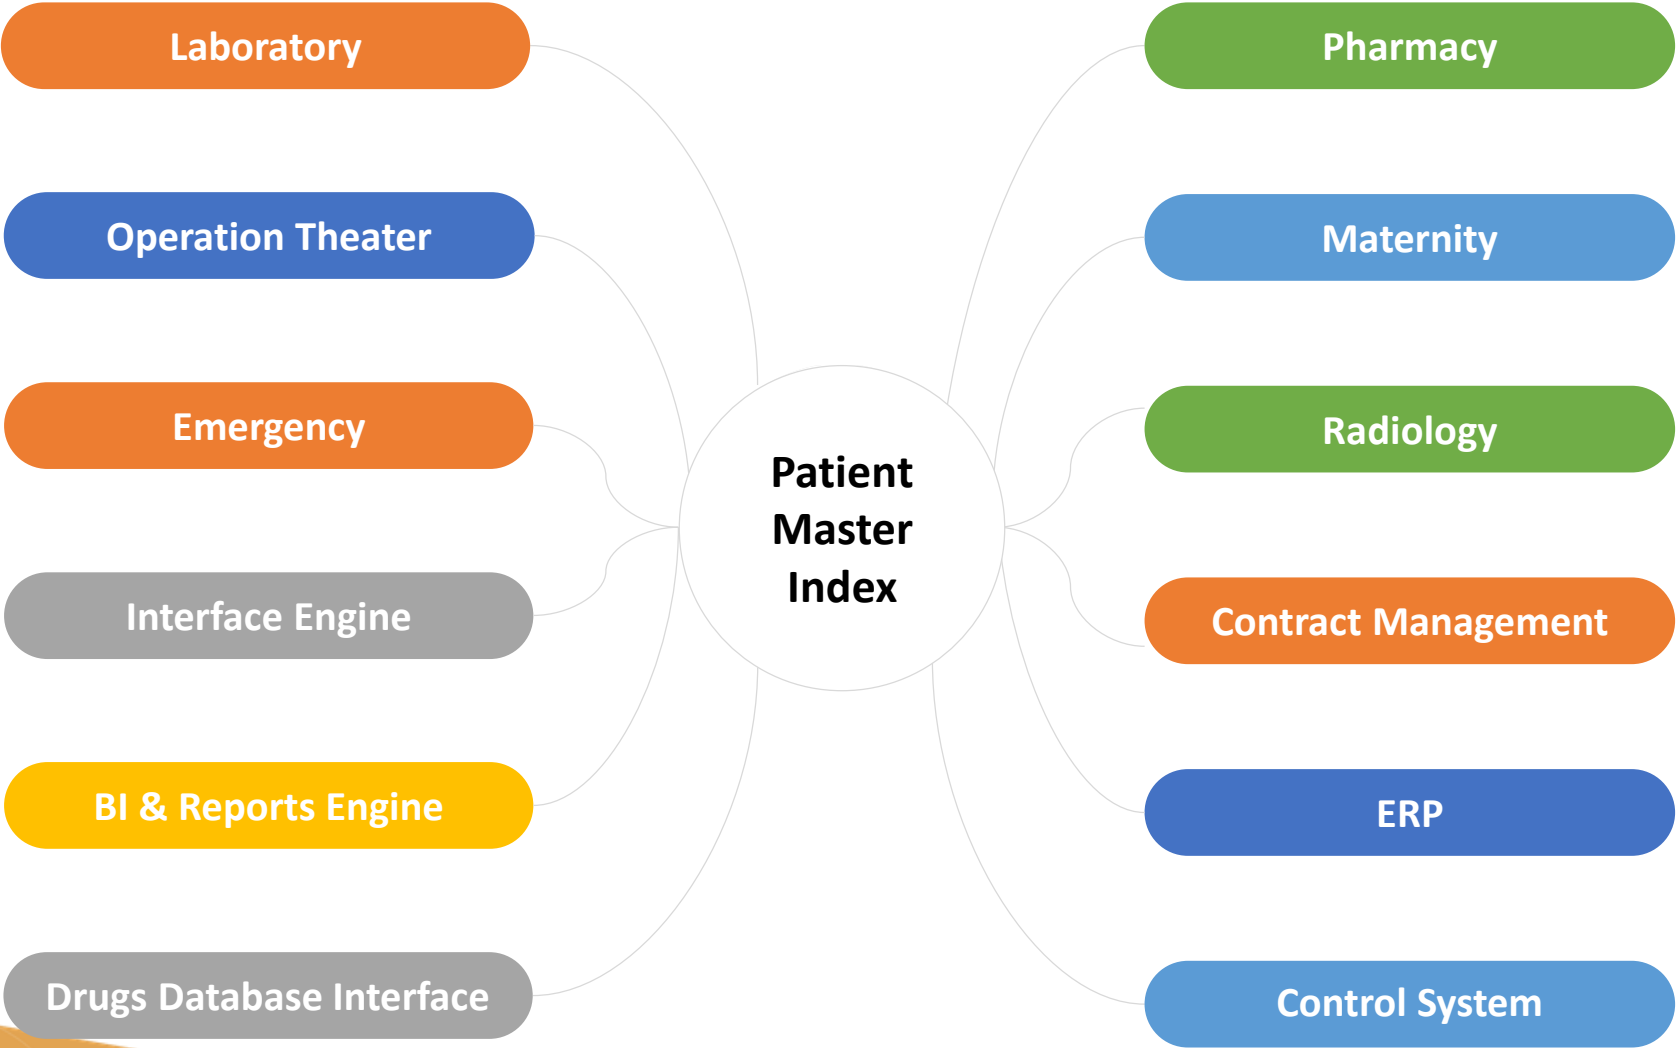 Laboratory
Operation Theater
Emergency
Interface Engine
BI & Reports Engine
Drugs Database Interface
Patient
Master
Index
Pharmacy
Maternity
Radiology
Contract Management
ERP
Control System